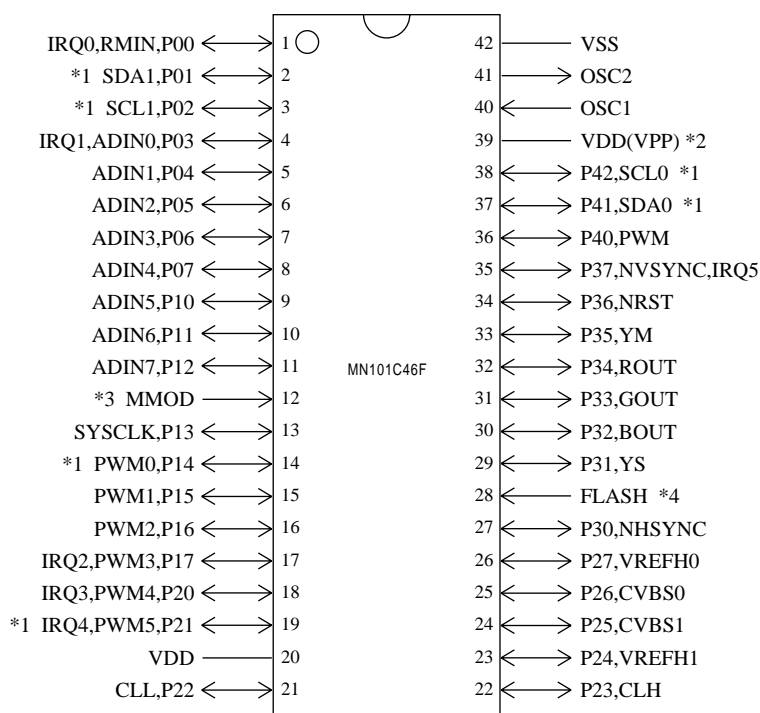 IRQ0,RMIN,P00 1 42 VSS
*1 SDA1,P01 2 41 OSC2
*1 SCL1,P02 3 40 OSC1
IRQ1,ADIN0,P03 4 39 VDD(VPP) *2
ADIN1,P04 5 38 P42,SCL0 *1
ADIN2,P05 6 37 P41,SDA0 *1
ADIN3,P06 7 36 P40,PWM
ADIN4,P07 8 35 P37,NVSYNC,IRQ5
ADIN5,P10 9 34 P36,NRST
ADIN6,P11 10 33 P35,YM
ADIN7,P12 11 MN101C46F 32 P34,ROUT
*3 MMOD 12 31 P33,GOUT
SYSCLK,P13 13 30 P32,BOUT
*1 PWM0,P14 14 29 P31,YS
PWM1,P15 15 28 FLASH *4
PWM2,P16 16 27 P30,NHSYNC
IRQ2,PWM3,P17 17 26 P27,VREFH0
IRQ3,PWM4,P20 18 25 P26,CVBS0
*1 IRQ4,PWM5,P21 19 24 P25,CVBS1
VDD 20 23 P24,VREFH1
CLL,P22 21 22 P23,CLH